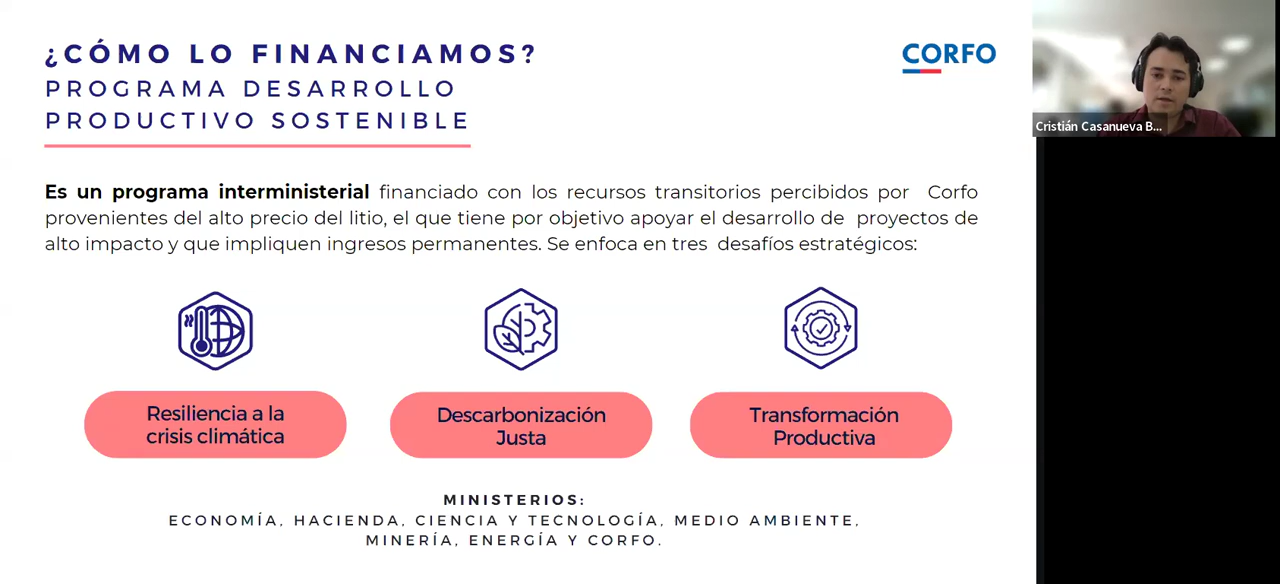 ¿CÓMO LO FINANCIAMOS?
PROGRAMA DESARROLLO
PRODUCTIVO SOSTENIBLE
CORFO
Cristián Casanueva B...
Es un programa interministerial financiado con los recursos transitorios percibidos por Corfo
provenientes del alto precio del litio, el que tiene por objetivo apoyar el desarrollo de proyectos de
alto impacto y que impliquen ingresos permanentes. Se enfoca en tres desafíos estratégicos:
Resiliencia a la
crisis climática
Descarbonización
Justa
Transformación
Productiva
MINISTERIOS:
ECONOMÍA, HACIENDA, CIENCIA Y TECNOLOGÍA, MEDIO AMBIENTE,
MINERÍA, ENERGÍA Y CORFO.